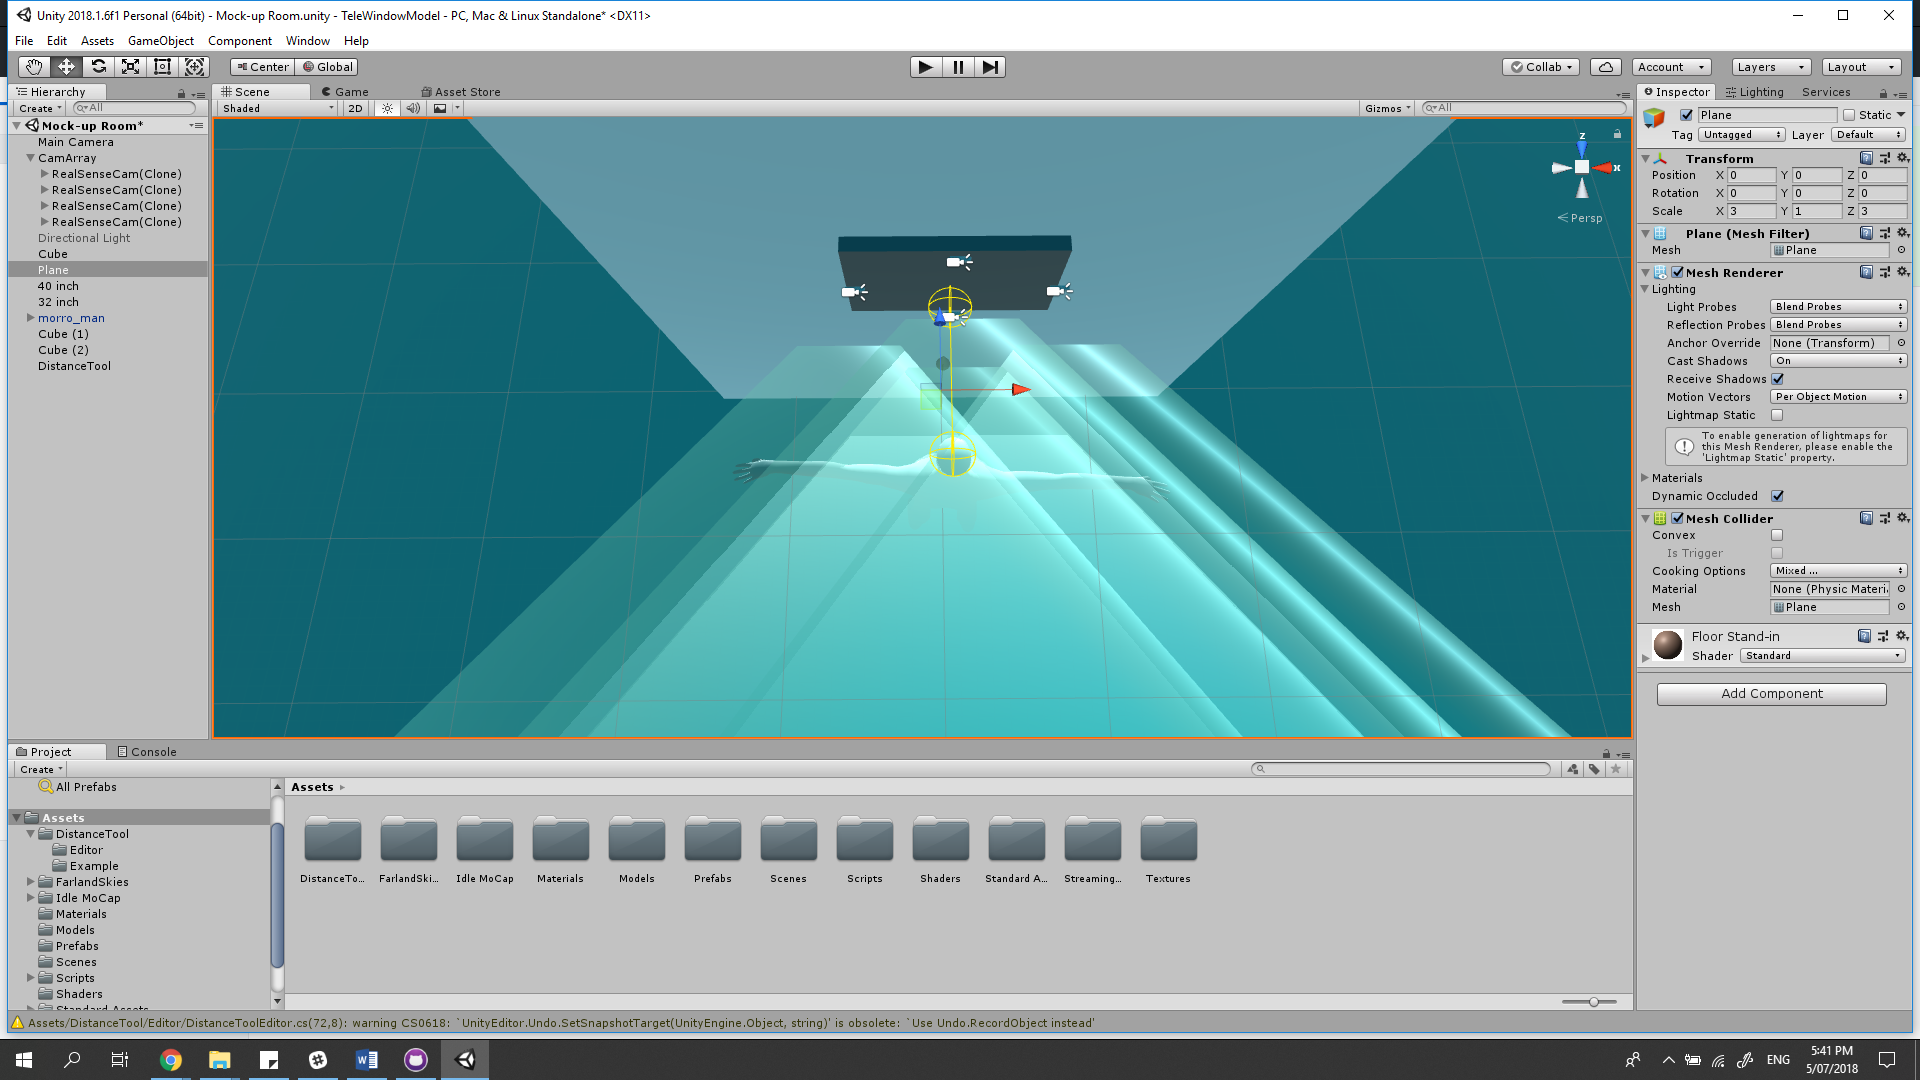 Unity 2018.1.6f1 Personal (64bit) - Mock-up Room.unity - TeleWindowModel - PC, Mac & Linux Standalone* <DX11>
File Edit Assets GameObject Component Window Help
Center Global Collab Account Layers Layout
Hierarchy
Create All
Mock-up Room*
Main Camera
CamArray
RealSenseCam(Clone)
RealSenseCam(Clone)
RealSenseCam(Clone)
RealSenseCam(Clone)
Directional Light
Cube
Plane
40 inch
32 inch
morro_man
Cube (1)
Cube (2)
DistanceTool
Scene Game Asset Store
Shaded 2D Gizmos All
z
x
Persp
Inspector Lighting Services
Plane Static
Tag Untagged Layer Default
Transform
Position X 0 Y 0 Z 0
Rotation X 0 Y 0 Z 0
Scale X 3 Y 1 Z 3
Plane (Mesh Filter)
Mesh Plane
Mesh Renderer
Lighting
Light Probes Blend Probes
Reflection Probes Blend Probes
Anchor Override None (Transform)
Cast Shadows On
Receive Shadows
Motion Vectors Per Object Motion
Lightmap Static
To enable generation of lightmaps for
this Mesh Renderer, please enable the
'Lightmap Static' property.
Materials
Dynamic Occluded
Mesh Collider
Convex
Is Trigger
Cooking Options Mixed ...
Material None (Physic Materi
Mesh Plane
Floor Stand-in
Shader Standard
Add Component
Project Console
Create
All Prefabs
Assets
DistanceTool
Editor
Example
FarlandSkies
Idle MoCap
Materials
Models
Prefabs
Scenes
Scripts
Shaders
Standard Assets
Assets
DistanceTo... FarlandSki... Idle MoCap Materials Models Prefabs Scenes Scripts Shaders Standard A... Streaming... Textures
Assets/DistanceTool/Editor/DistanceToolEditor.cs(72,8): warning CS0618: `UnityEditor.Undo.SetSnapshotTarget(UnityEngine.Object, string)' is obsolete: `Use Undo.RecordObject instead'
ENG
5:41 PM
5/07/2018